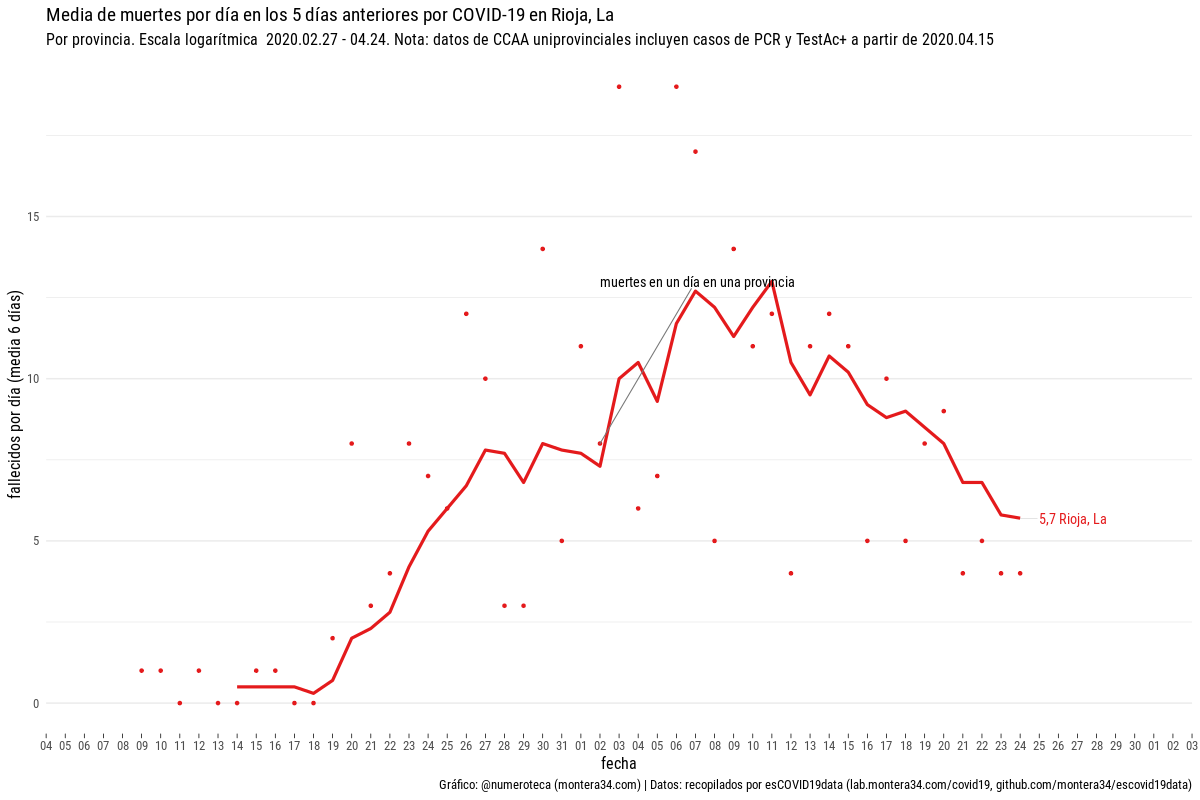 Media de muertes por día en los 5 días anteriores por COVID-19 en Rioja, La
Por provincia. Escala logarítmica  2020.02.27 - 04.24. Nota: datos de CCAA uniprovinciales incluyen casos de PCR y TestAc+ a partir de 2020.04.15
fallecidos por día (media 6 días)
15
10
5
0
muertes en un día en una provincia
5,7 Rioja, La
04 05 06 07 08 09 10 11 12 13 14 15 16 17 18 19 20 21 22 23 24 25 26 27 28 29 30 31 01 02 03 04 05 06 07 08 09 10 11 12 13 14 15 16 17 18 19 20 21 22 23 24 25 26 27 28 29 30 01 02 03
fecha
Gráfico: @numeroteca (montera34.com) | Datos: recopilados por esCOVID19data (lab.montera34.com/covid19, github.com/montera34/escovid19data)